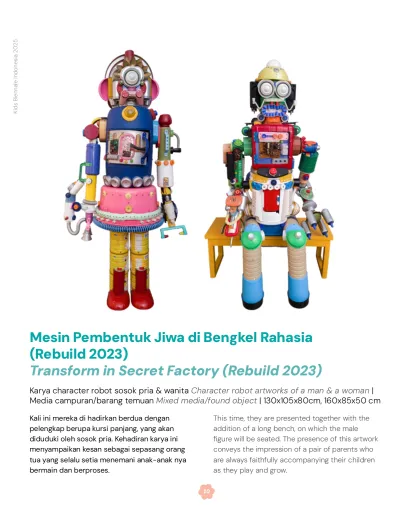 Kids Biennale Indonesia 2025
Mesin Pembentuk Jiwa di Bengkel Rahasia
(Rebuild 2023)
Transform in Secret Factory (Rebuild 2023)
Karya character robot sosok pria & wanita Character robot artworks of a man & a woman |
Media campuran/barang temuan Mixed media/found object | 130x105x80cm, 160x85x50 cm
Kali ini mereka di hadirkan berdua dengan
pelengkap berupa kursi panjang, yang akan
diduduki oleh sosok pria. Kehadiran karya ini
menyampaikan kesan sebagai sepasang orang
tua yang selalu setia menemani anak-anak nya
bermain dan berproses.
This time, they are presented together with the
addition of a long bench, on which the male
figure will be seated. The presence of this artwork
conveys the impression of a pair of parents who
are always faithfully accompanying their children
as they play and grow.